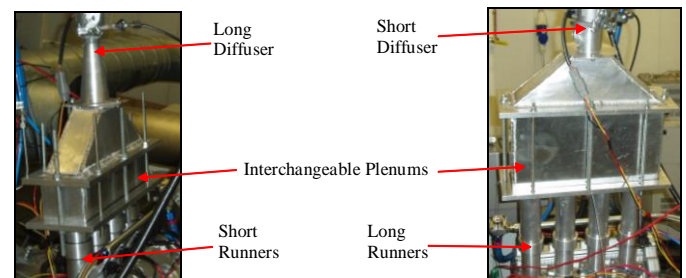 Long
Diffuser
Short
Diffuser
Interchangeable Plenums
Short
Runners
Long
Runners